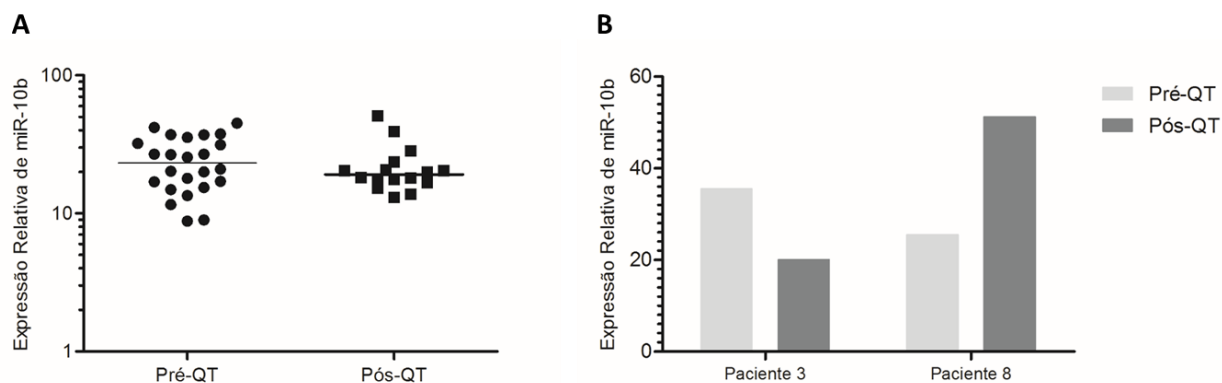 A
Expressão Relativa de miR-10b
100
10
1
Pré-QT
Pós-QT
B
Expressão Relativa de miR-10b
60
40
20
0
Paciente 3
Paciente 8
Pré-QT
Pós-QT